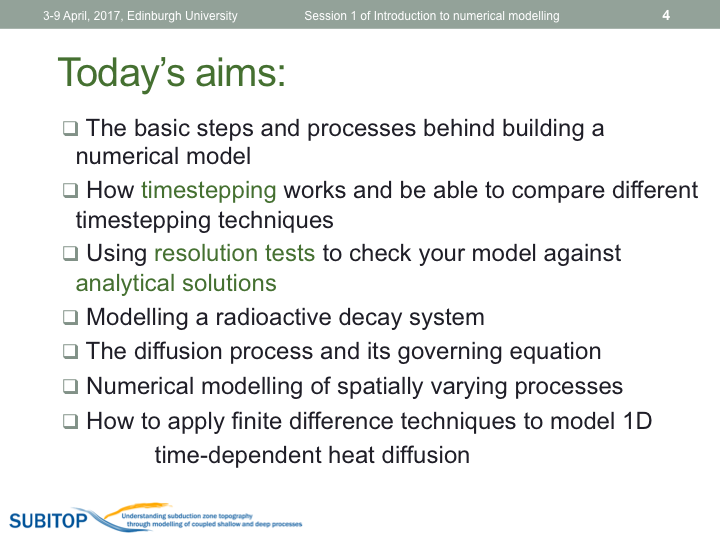 3-9 April, 2017, Edinburgh University Session 1 of Introduction to numerical modelling 4
Today's aims:
❑ The basic steps and processes behind building a
numerical model
❑ How timestepping works and be able to compare different
timestepping techniques
❑ Using resolution tests to check your model against
analytical solutions
❑ Modelling a radioactive decay system
❑ The diffusion process and its governing equation
❑ Numerical modelling of spatially varying processes
❑ How to apply finite difference techniques to model 1D
time-dependent heat diffusion
SUBITOP
Understanding subduction zone topography
through modelling of coupled shallow and deep processes